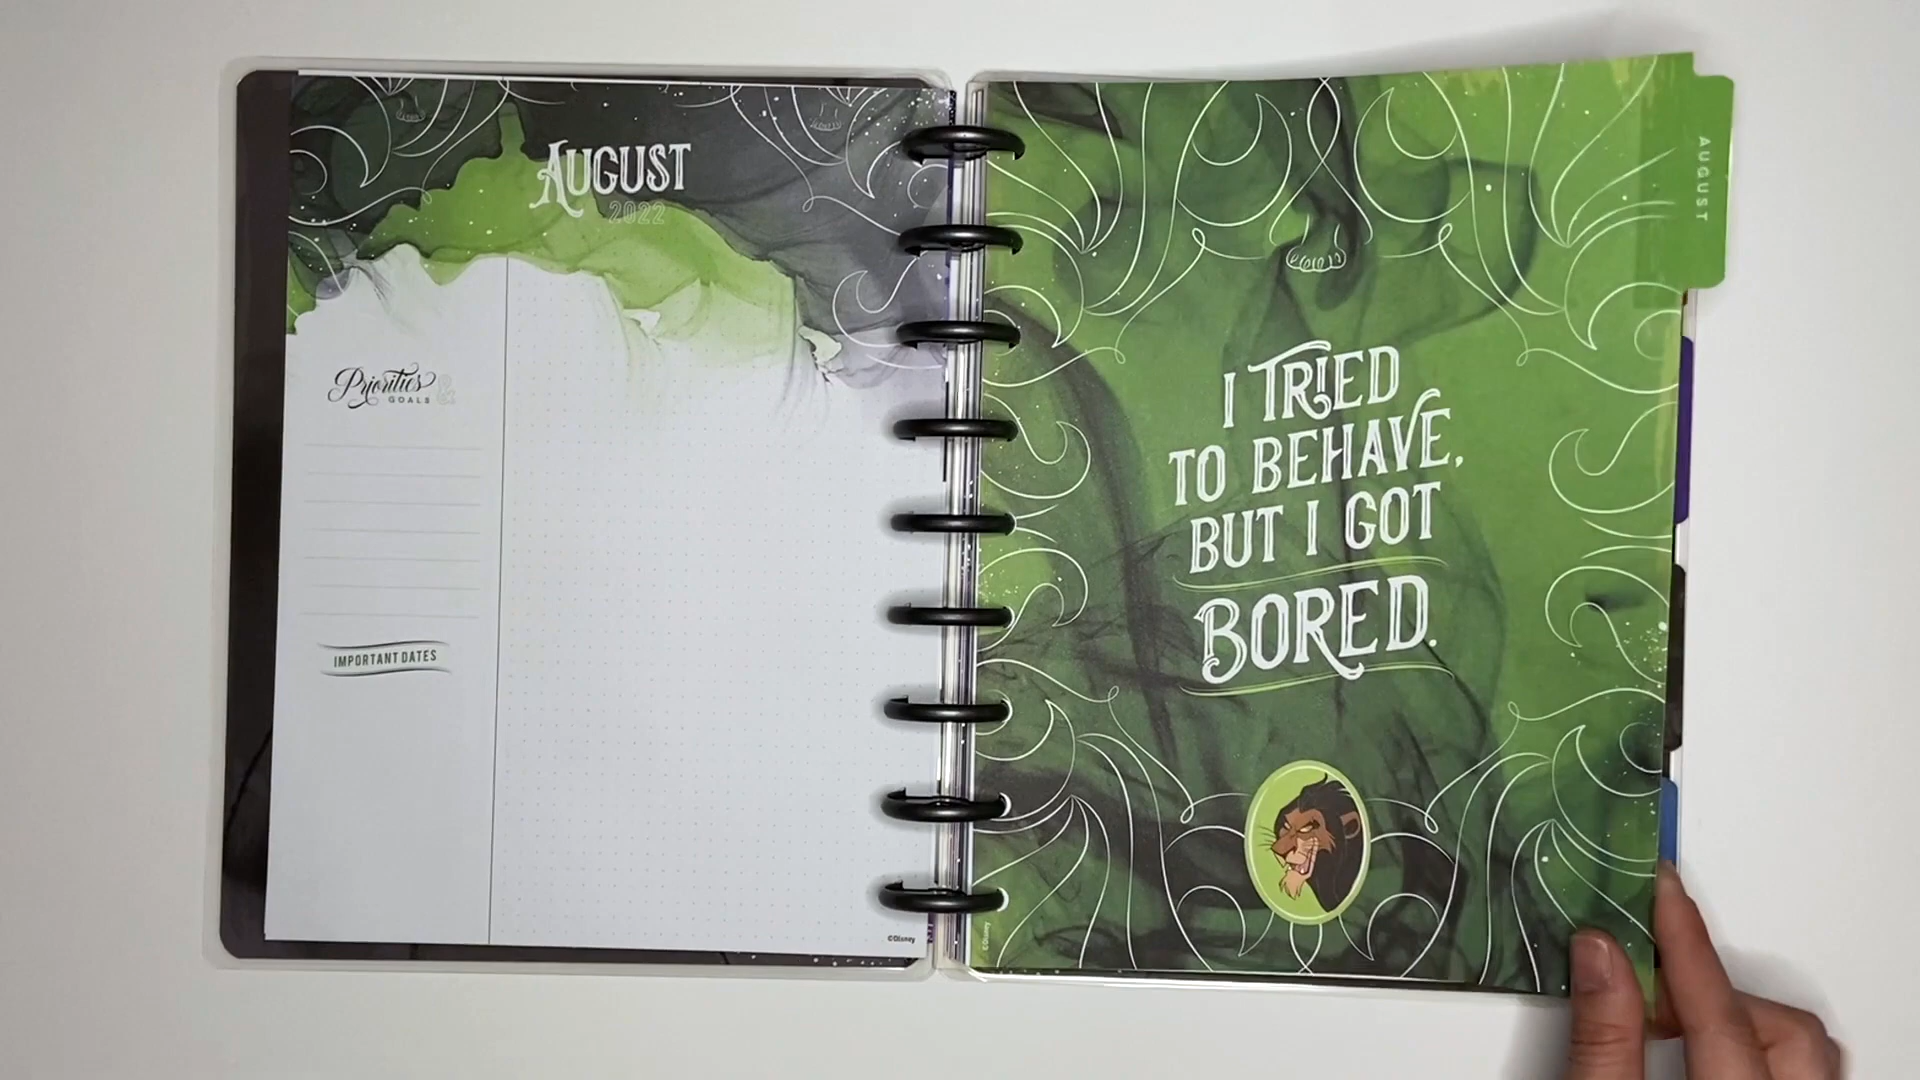 AUGUST
2022
Priorities &
GOALS
IMPORTANT DATES
©Disney
AUGUST
I TRIED
TO BEHAVE,
BUT I GOT
BORED.
©Disney